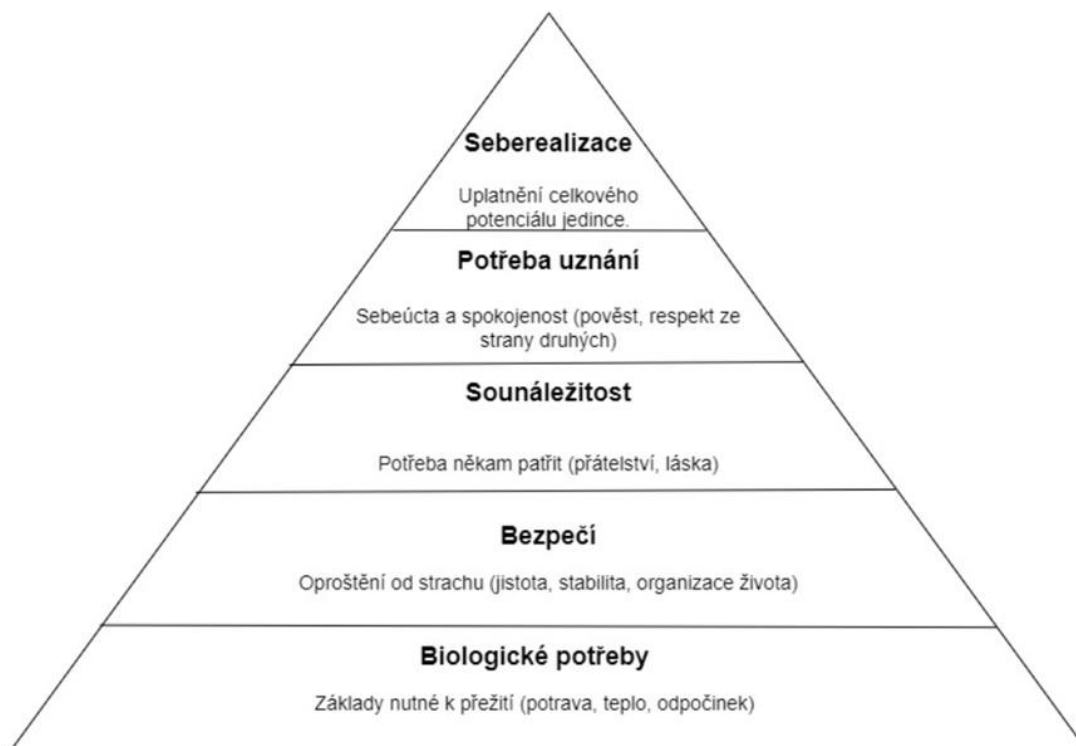 Seberealizace
Uplatnění celkového
potenciálu jedince.
Potřeba uznání
Sebeúcta a spokojenost (pověst, respekt ze
strany druhých)
Sounáležitost
Potřeba někam patřit (přátelství, láska)
Bezpečí
Oproštění od strachu (jistota, stabilita, organizace života)
Biologické potřeby
Základy nutné k přežití (potrava, teplo, odpočinek)